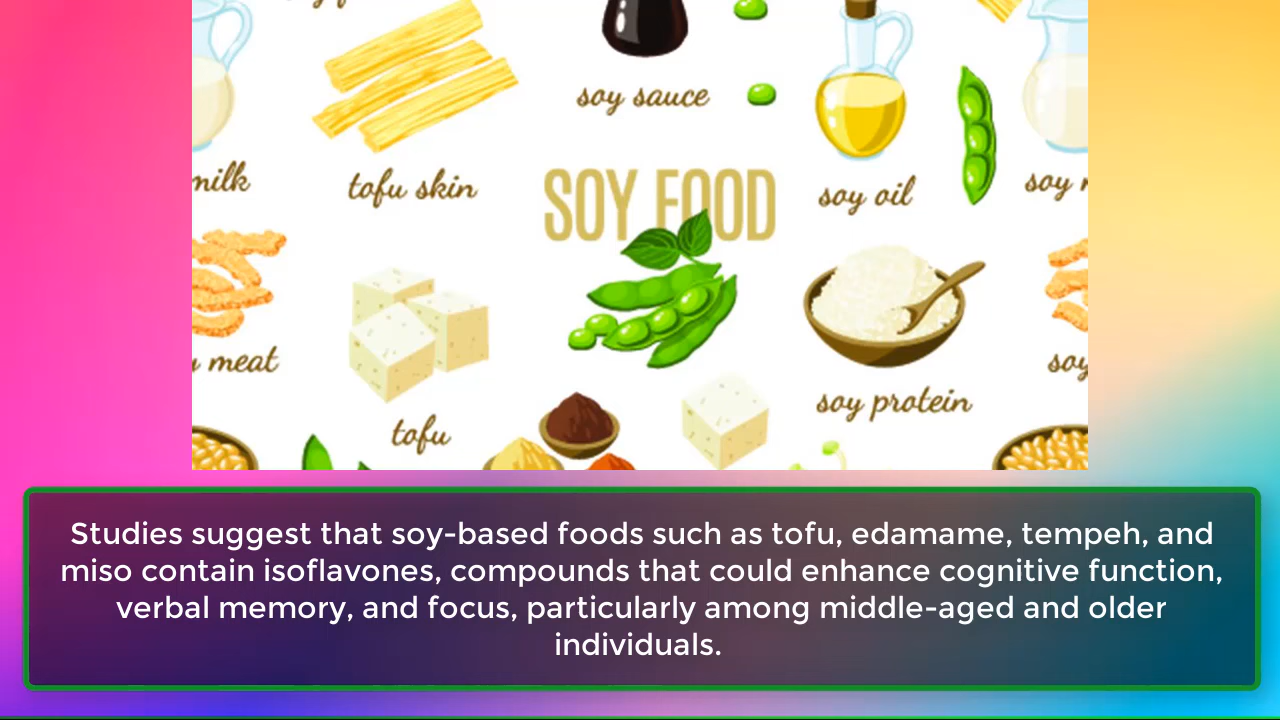 soy sauce
milk
tofu skin
SOY FOOD
soy oil
soy
meat
tofu
soy protein
soy
Studies suggest that soy-based foods such as tofu, edamame, tempeh, and
miso contain isoflavones, compounds that could enhance cognitive function,
verbal memory, and focus, particularly among middle-aged and older
individuals.